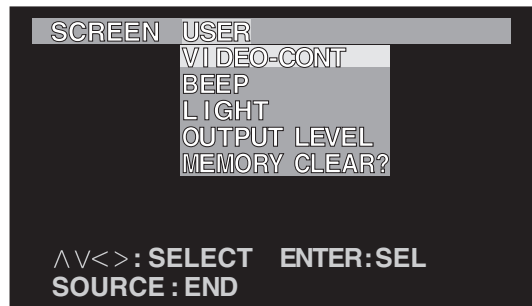 SCREEN USER
VIDEO-CONT
BEEP
LIGHT
OUTPUT LEVEL
MEMORY CLEAR?
∧∨<>:SELECT ENTER:SEL
SOURCE:END